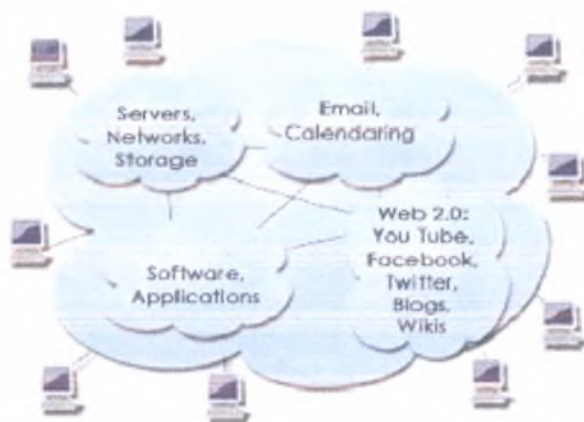 Servers,
Networks,
Storage
Email,
Calendaring
Web 2.0:
You Tube,
Facebook,
Twitter,
Blogs,
Wikis
Software,
Applications